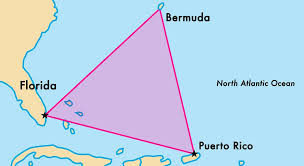 Bermuda
Florida
North Atlantic Ocean
Puerto Rico